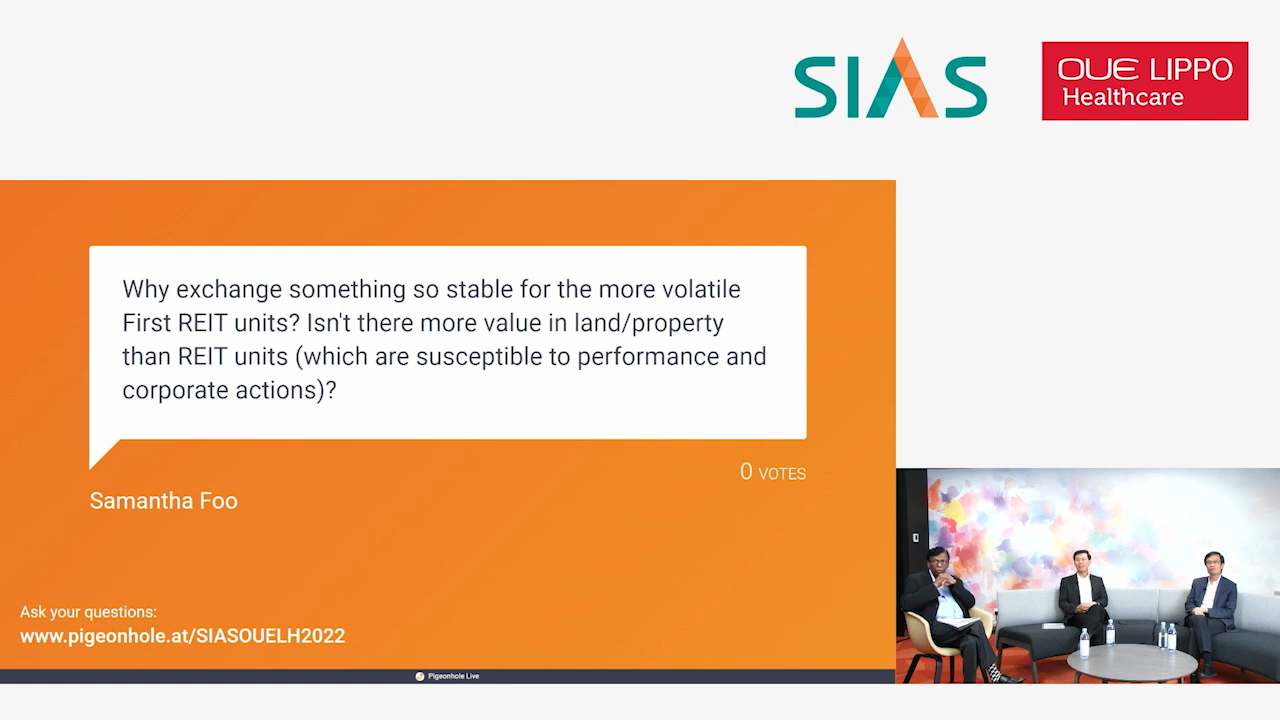 SIAS
OUE LIPPO
Healthcare
Why exchange something so stable for the more volatile
First REIT units? Isn't there more value in land/property
than REIT units (which are susceptible to performance and
corporate actions)?
0 VOTES
Samantha Foo
Ask your questions:
www.pigeonhole.at/SIASOUELH2022
Pigeonhole Live